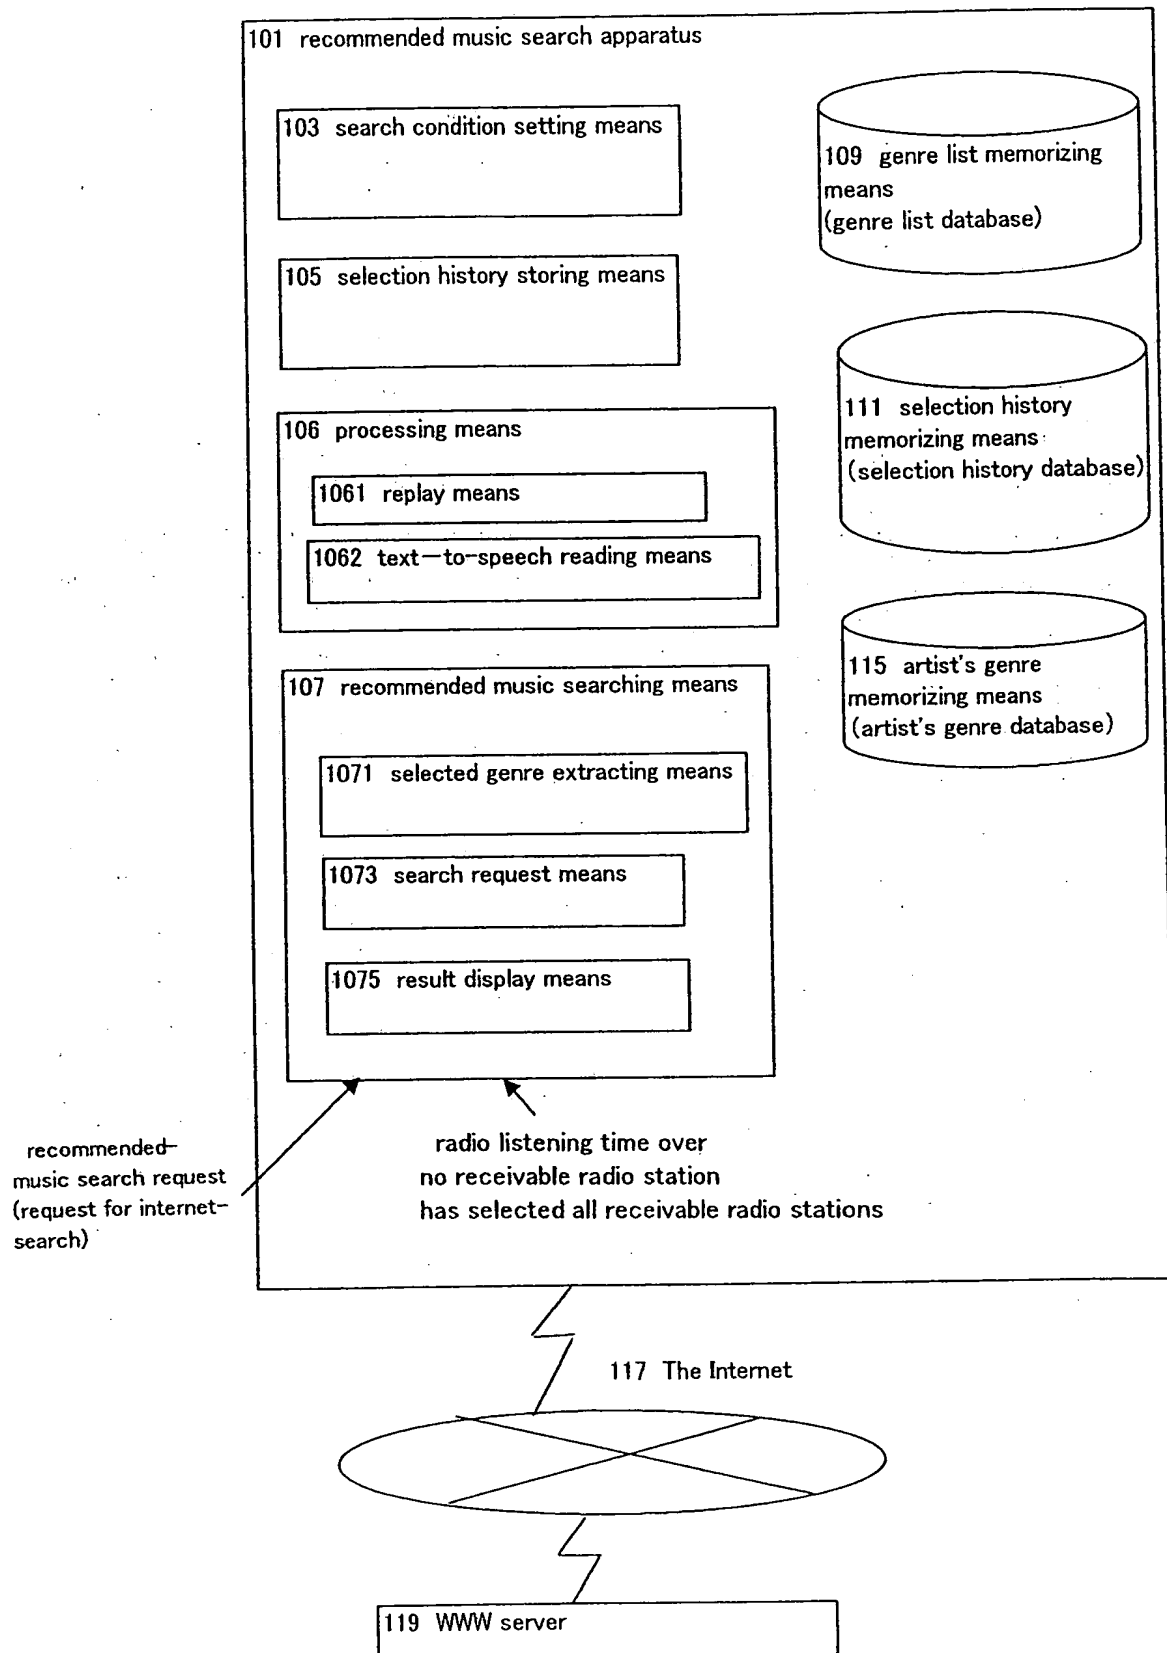 101 recommended music search apparatus
103 search condition setting means
105 selection history storing means
106 processing means
1061 replay means
1062 text-to-speech reading means
107 recommended music searching means
1071 selected genre extracting means
1073 search request means
1075 result display means
109 genre list memorizing
means
(genre list database)
111 selection history
memorizing means
(selection history database)
115 artist's genre
memorizing means
(artist's genre database)
recommended-
music search request
(request for internet-
search)
radio listening time over
no receivable radio station
has selected all receivable radio stations
117 The Internet
119 WWW server